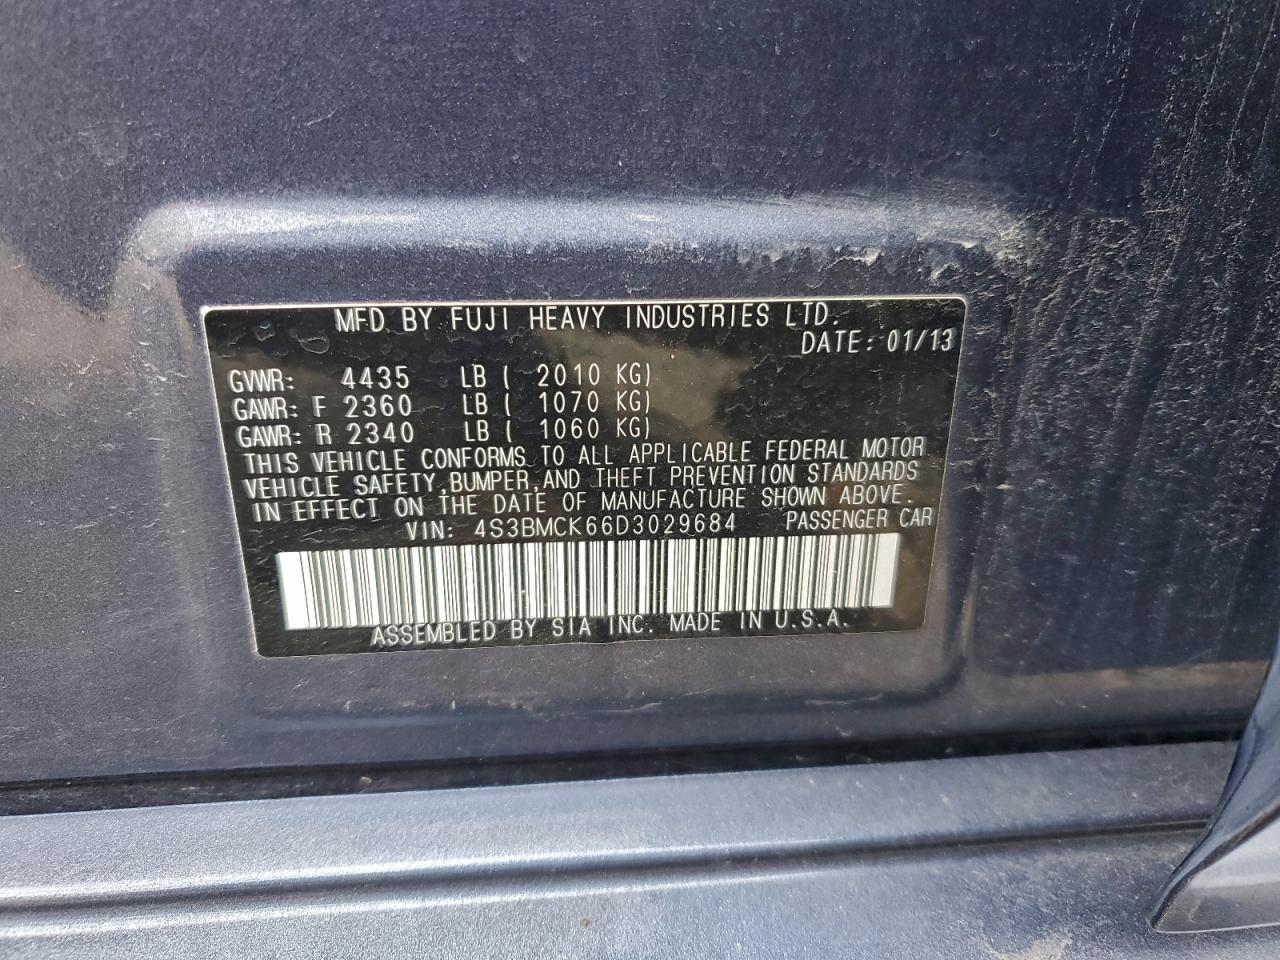 MFD BY FUJI HEAVY INDUSTRIES LTD.
DATE: 01/13
GVWR: 4435 LB ( 2010 KG)
GAWR: F 2360 LB ( 1070 KG)
GAWR: R 2340 LB ( 1060 KG)
THIS VEHICLE CONFORMS TO ALL APPLICABLE FEDERAL MOTOR
VEHICLE SAFETY, BUMPER, AND THEFT PREVENTION STANDARDS
IN EFFECT ON THE DATE OF MANUFACTURE SHOWN ABOVE.
VIN: 4S3BMCK66D3029684 PASSENGER CAR
ASSEMBLED BY SIA INC. MADE IN U.S.A.